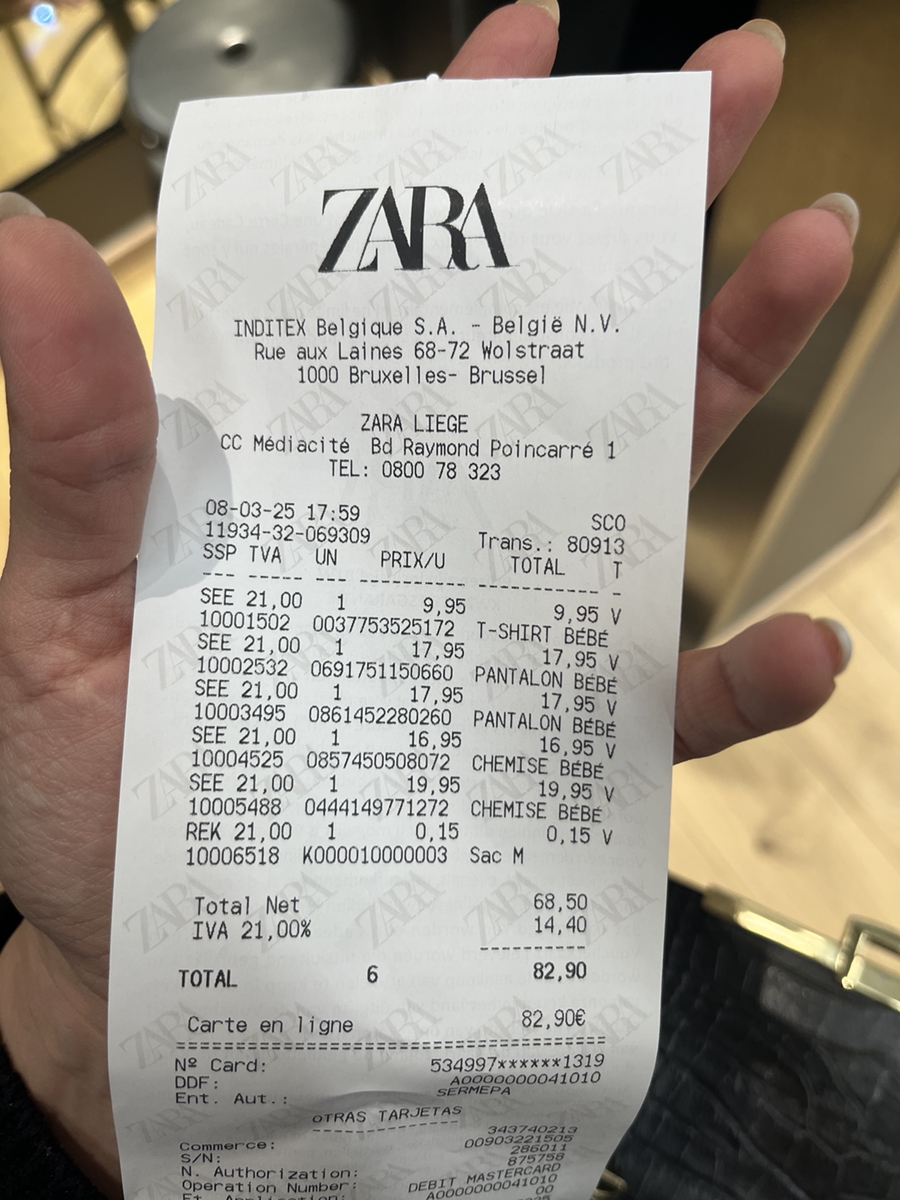 ZARA
INDITEX Belgique S.A. - België N.V.
Rue aux Laines 68-72 Wolstraat
1000 Bruxelles- Brussel
ZARA LIEGE
CC Médiacité Bd Raymond Poincarré 1
TEL: 0800 78 323
08-03-25 17:59 SCO
11934-32-069309 Trans.: 80913
SSP TVA UN PRIX/U TOTAL T
--- ----- --- ---------- ------------ -
SEE 21,00 1 9,95 9,95 V
10001502 0037753525172 T-SHIRT BÉBÉ
SEE 21,00 1 17,95 17,95 V
10002532 0691751150660 PANTALON BÉBÉ
SEE 21,00 1 17,95 17,95 V
10003495 0861452280260 PANTALON BÉBÉ
SEE 21,00 1 16,95 16,95 V
10004525 0857450508072 CHEMISE BÉBÉ
SEE 21,00 1 19,95 19,95 V
10005488 0444149771272 CHEMISE BÉBÉ
REK 21,00 1 0,15 0,15 V
10006518 K000010000003 Sac M
Total Net 68,50
IVA 21,00% 14,40
----------
TOTAL 6 82,90
Carte en ligne 82,90€
========================================
Nº Card: 534997******1319
DDF: A0000000041010
Ent. Aut.: SERMEPA
OTRAS TARJETAS
--------------
Commerce: 343740213
S/N: 00903221505
N. Authorization: 286011
Operation Number: 875758
Et. Application: DEBIT MASTERCARD
A0000000041010
00